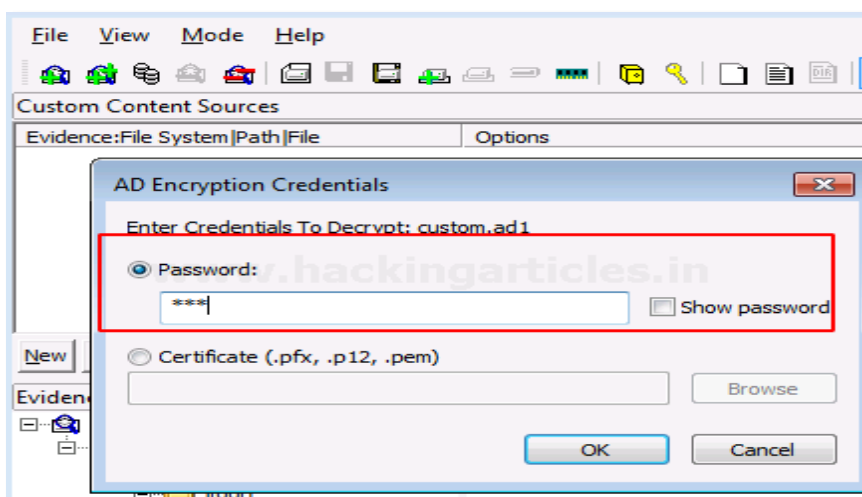 File View Mode Help
Custom Content Sources
Evidence:File System|Path|File Options
AD Encryption Credentials
Enter Credentials To Decrypt: custom.ad1
www.hackingarticles.in
Password:
***
Show password
New
Certificate (.pfx, .p12, .pem)
Browse
OK Cancel